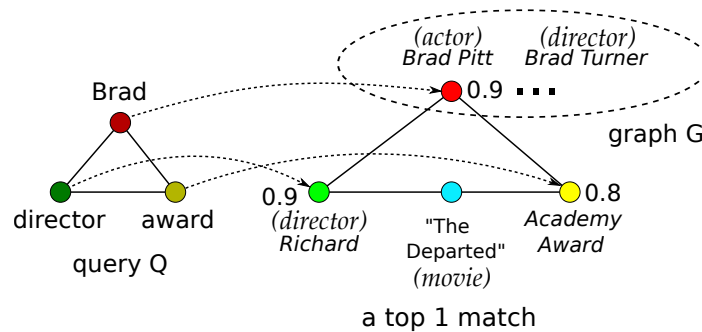 (actor)
Brad Pitt
(director)
Brad Turner
Brad
0.9
graph G
0.9
0.8
director
award
(director)
Richard
"The
Departed"
(movie)
Academy
Award
query Q
a top 1 match